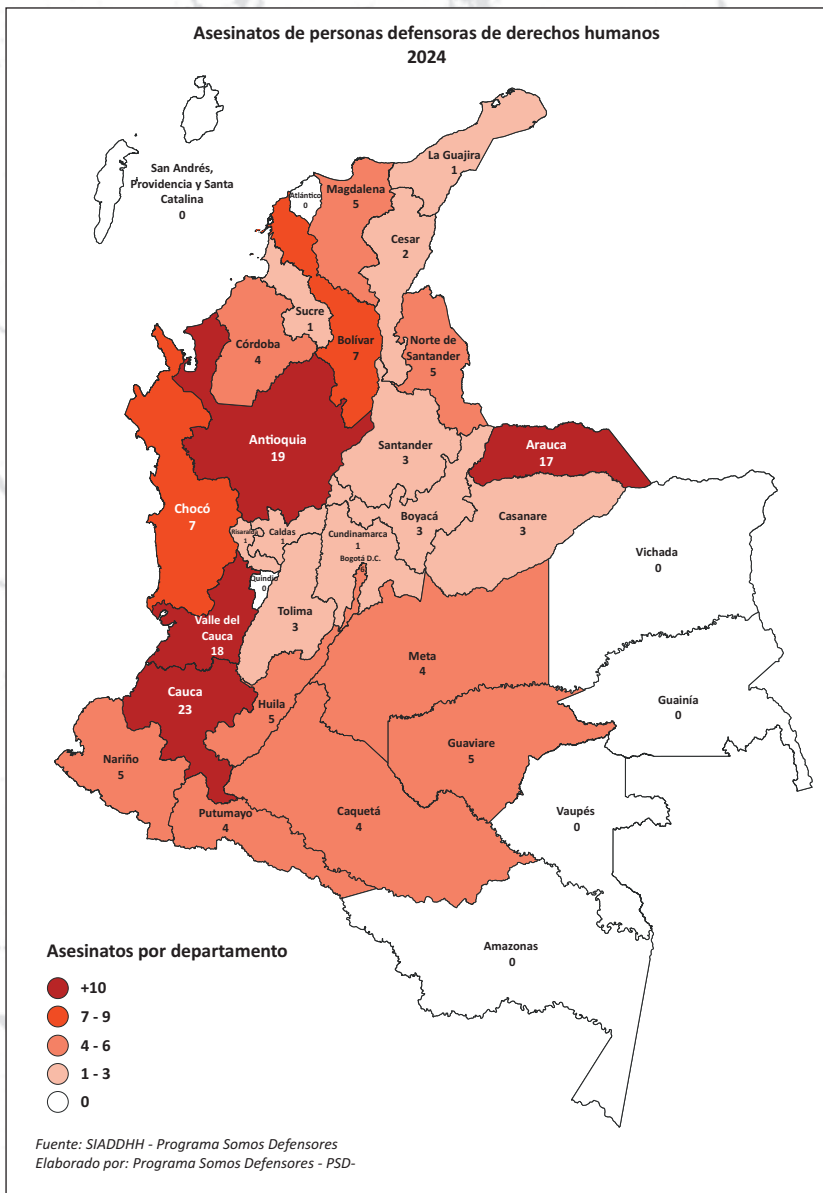 Asesinatos de personas defensoras de derechos humanos
2024
San Andrés,
Providencia y Santa
Catalina
0
La Guajira
1
Atlántico
0
Magdalena
5
Cesar
2
Sucre
1
Bolívar
7
Córdoba
4
Norte de
Santander
5
Antioquia
19
Santander
3
Arauca
17
Chocó
7
Risaralda
1
Caldas
1
Cundinamarca
1
Bogotá D.C.
6
Boyacá
3
Casanare
3
Vichada
0
Quindío
0
Tolima
3
Valle del
Cauca
18
Meta
4
Cauca
23
Huila
5
Guainía
0
Nariño
5
Guaviare
5
Putumayo
4
Caquetá
4
Vaupés
0
Amazonas
0
Asesinatos por departamento
+10
7 - 9
4 - 6
1 - 3
0
Fuente: SIADDHH - Programa Somos Defensores
Elaborado por: Programa Somos Defensores - PSD-